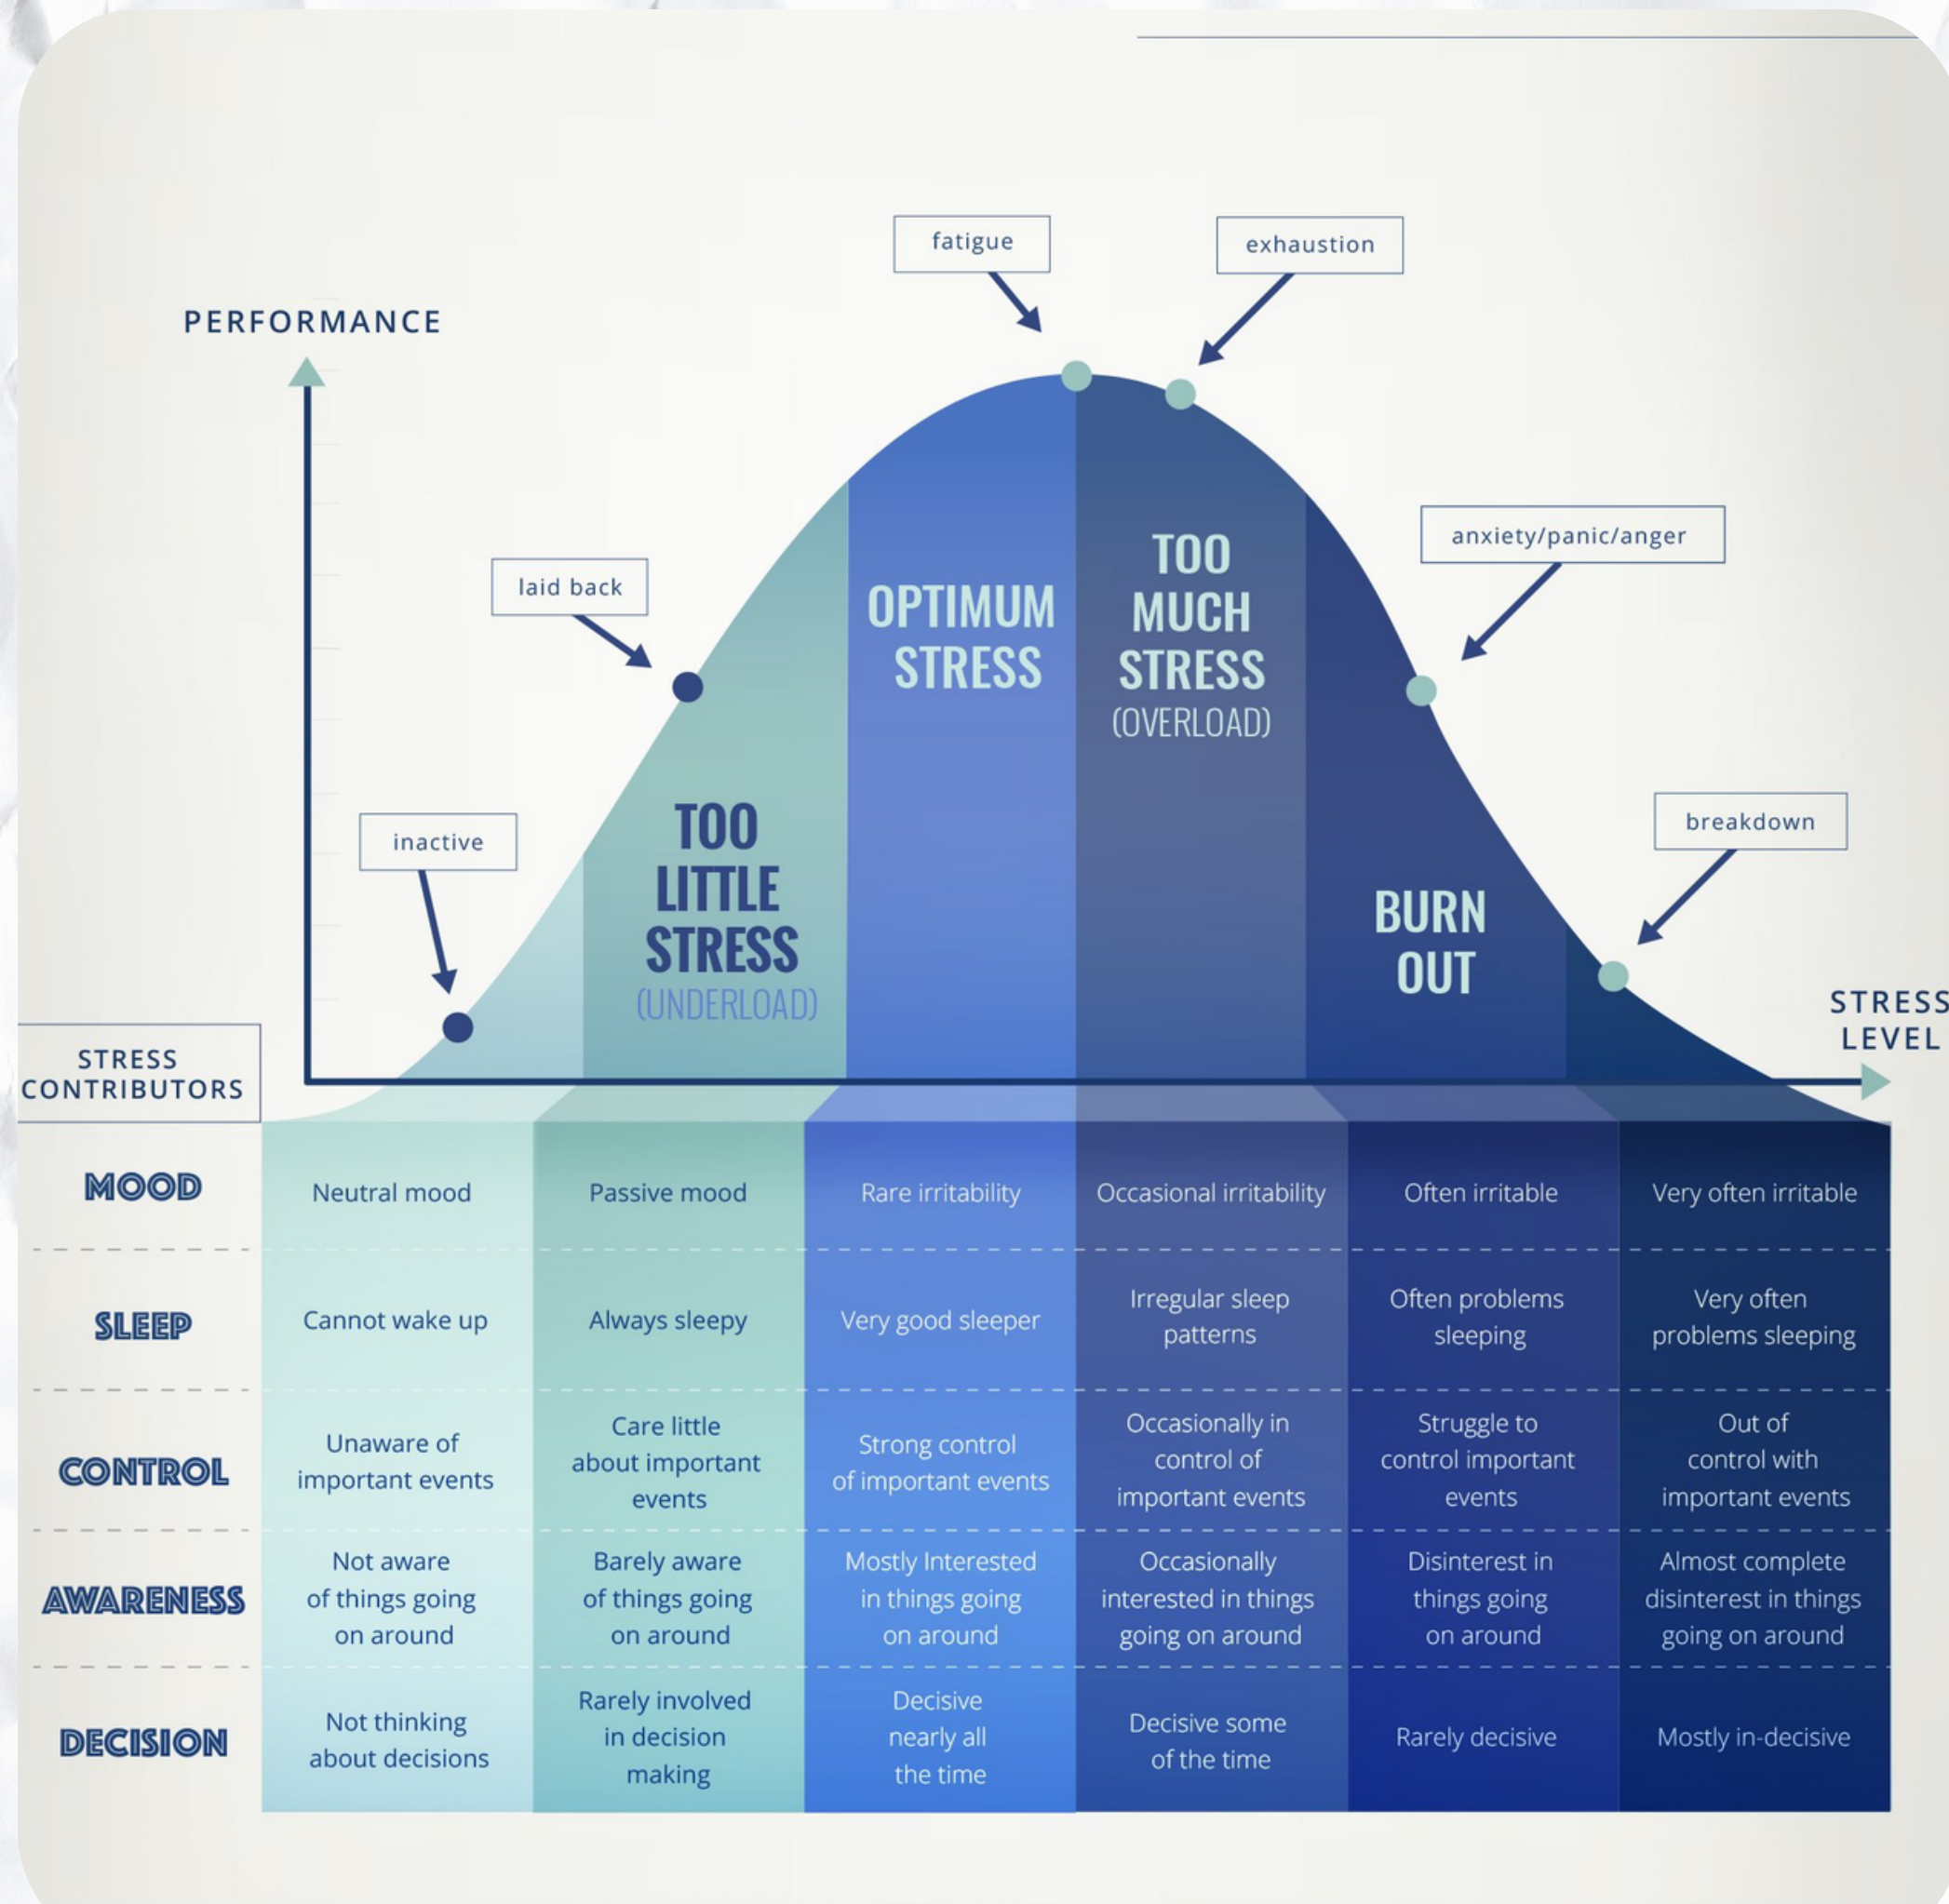 fatigue
exhaustion
PERFORMANCE
anxiety/panic/anger
laid back
TOO
MUCH
STRESS
(OVERLOAD)
OPTIMUM
STRESS
inactive
TOO
LITTLE
STRESS
(UNDERLOAD)
breakdown
BURN
OUT
STRESS
LEVEL
STRESS
CONTRIBUTORS
MOOD
Neutral mood
Passive mood
Rare irritability
Occasional irritability
Often irritable
Very often irritable
SLEEP
Cannot wake up
Always sleepy
Very good sleeper
Irregular sleep
patterns
Often problems
sleeping
Very often
problems sleeping
CONTROL
Unaware of
important events
Care little
about important
events
Strong control
of important events
Occasionally in
control of
important events
Struggle to
control important
events
Out of
control with
important events
AWARENESS
Not aware
of things going
on around
Barely aware
of things going
on around
Mostly Interested
in things going
on around
Occasionally
interested in things
going on around
Disinterest in
things going
on around
Almost complete
disinterest in things
going on around
DECISION
Not thinking
about decisions
Rarely involved
in decision
making
Decisive
nearly all
the time
Decisive some
of the time
Rarely decisive
Mostly in-decisive